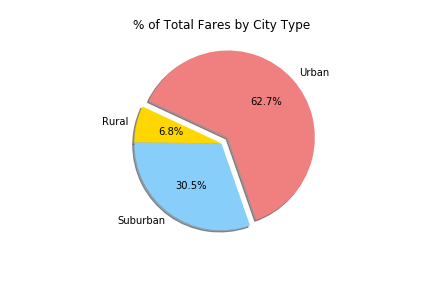 % of Total Fares by City Type
Urban
62.7%
Rural
6.8%
30.5%
Suburban